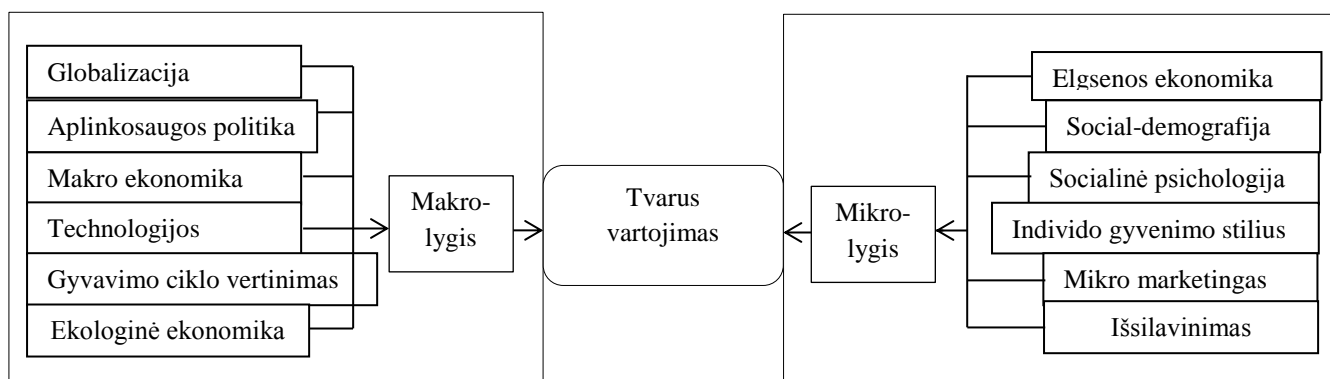 Globalizacija
Aplinkosaugos politika
Makro ekonomika
Technologijos
Gyvavimo ciklo vertinimas
Ekologinė ekonomika
Makro-
lygis
Tvarus
vartojimas
Mikro-
lygis
Elgsenos ekonomika
Social-demografija
Socialinė psichologija
Individo gyvenimo stilius
Mikro marketingas
Išsilavinimas